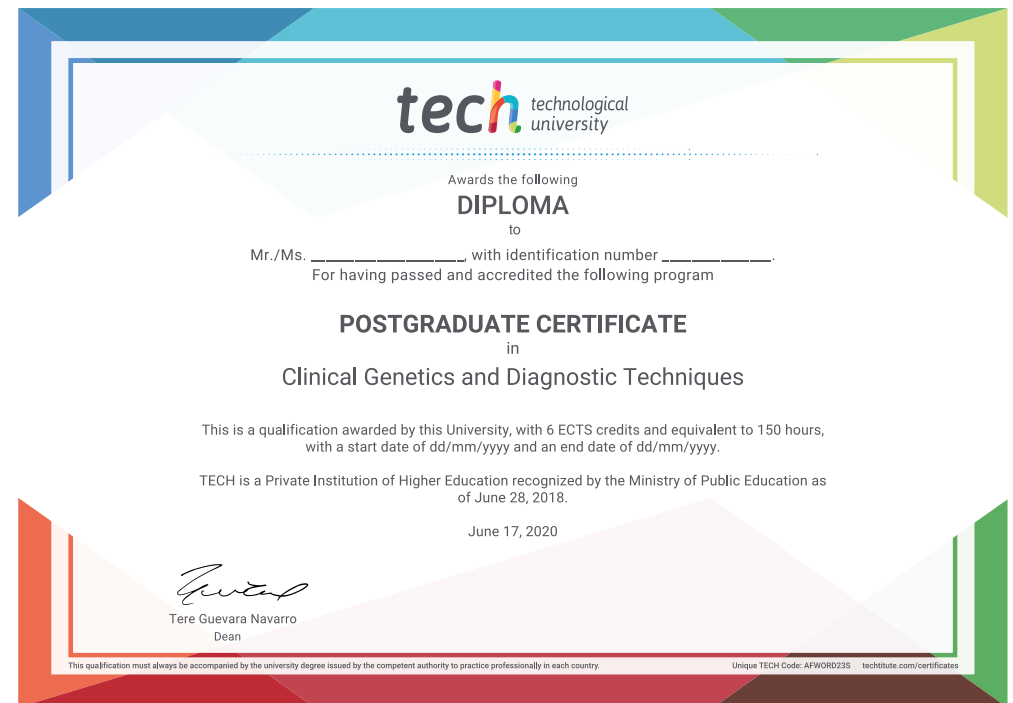 tech technological
university
Awards the following
DIPLOMA
to
Mr./Ms. ____________________, with identification number ______________.
For having passed and accredited the following program
POSTGRADUATE CERTIFICATE
in
Clinical Genetics and Diagnostic Techniques
This is a qualification awarded by this University, with 6 ECTS credits and equivalent to 150 hours,
with a start date of dd/mm/yyyy and an end date of dd/mm/yyyy.
TECH is a Private Institution of Higher Education recognized by the Ministry of Public Education as
of June 28, 2018.
June 17, 2020
Tere Guevara Navarro
Dean
This qualification must always be accompanied by the university degree issued by the competent authority to practice professionally in each country. Unique TECH Code: AFWORD23S techtitute.com/certificates